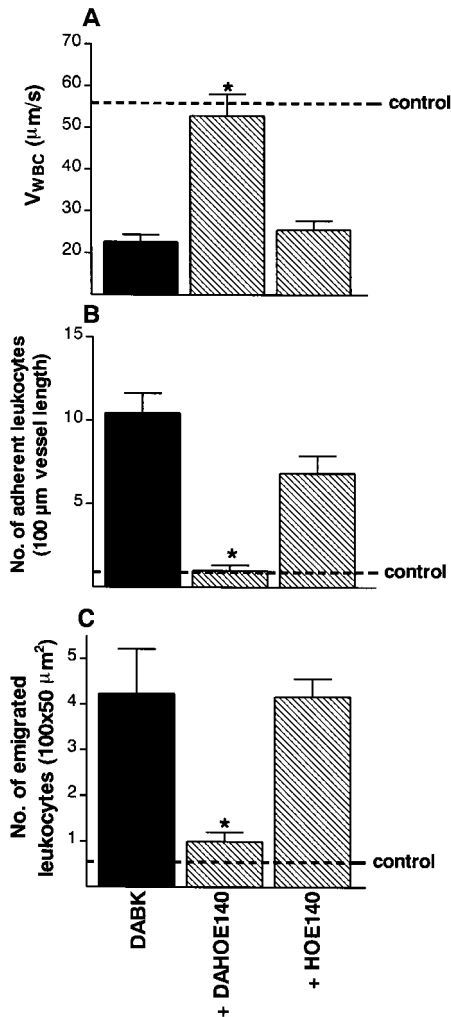 A
70
60
50
40
30
20
V WBC (μm/s)
*
control
B
15
10
5
No. of adherent leukocytes
(100 μm vessel length)
*
control
C
5
4
3
2
1
No. of emigrated
leukocytes (100x50 μm²)
*
control
DABK
+ DAHOE140
+ HOE140